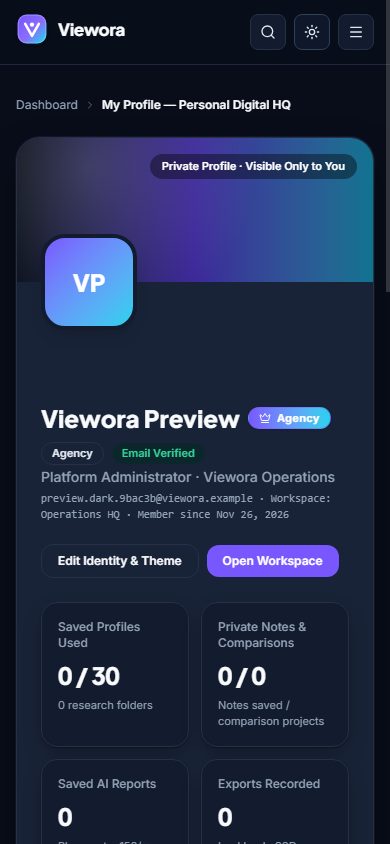 Viewora
Dashboard > My Profile — Personal Digital HQ
Private Profile · Visible Only to You
VP
Viewora Preview Agency
Agency Email Verified
Platform Administrator · Viewora Operations
preview.dark.9bac3b@viewora.example · Workspace:
Operations HQ · Member since Nov 26, 2026
Edit Identity & Theme Open Workspace
Saved Profiles
Used
0 / 30
0 research folders
Private Notes &
Comparisons
0 / 0
Notes saved /
comparison projects
Saved AI Reports
0
Exports Recorded
0